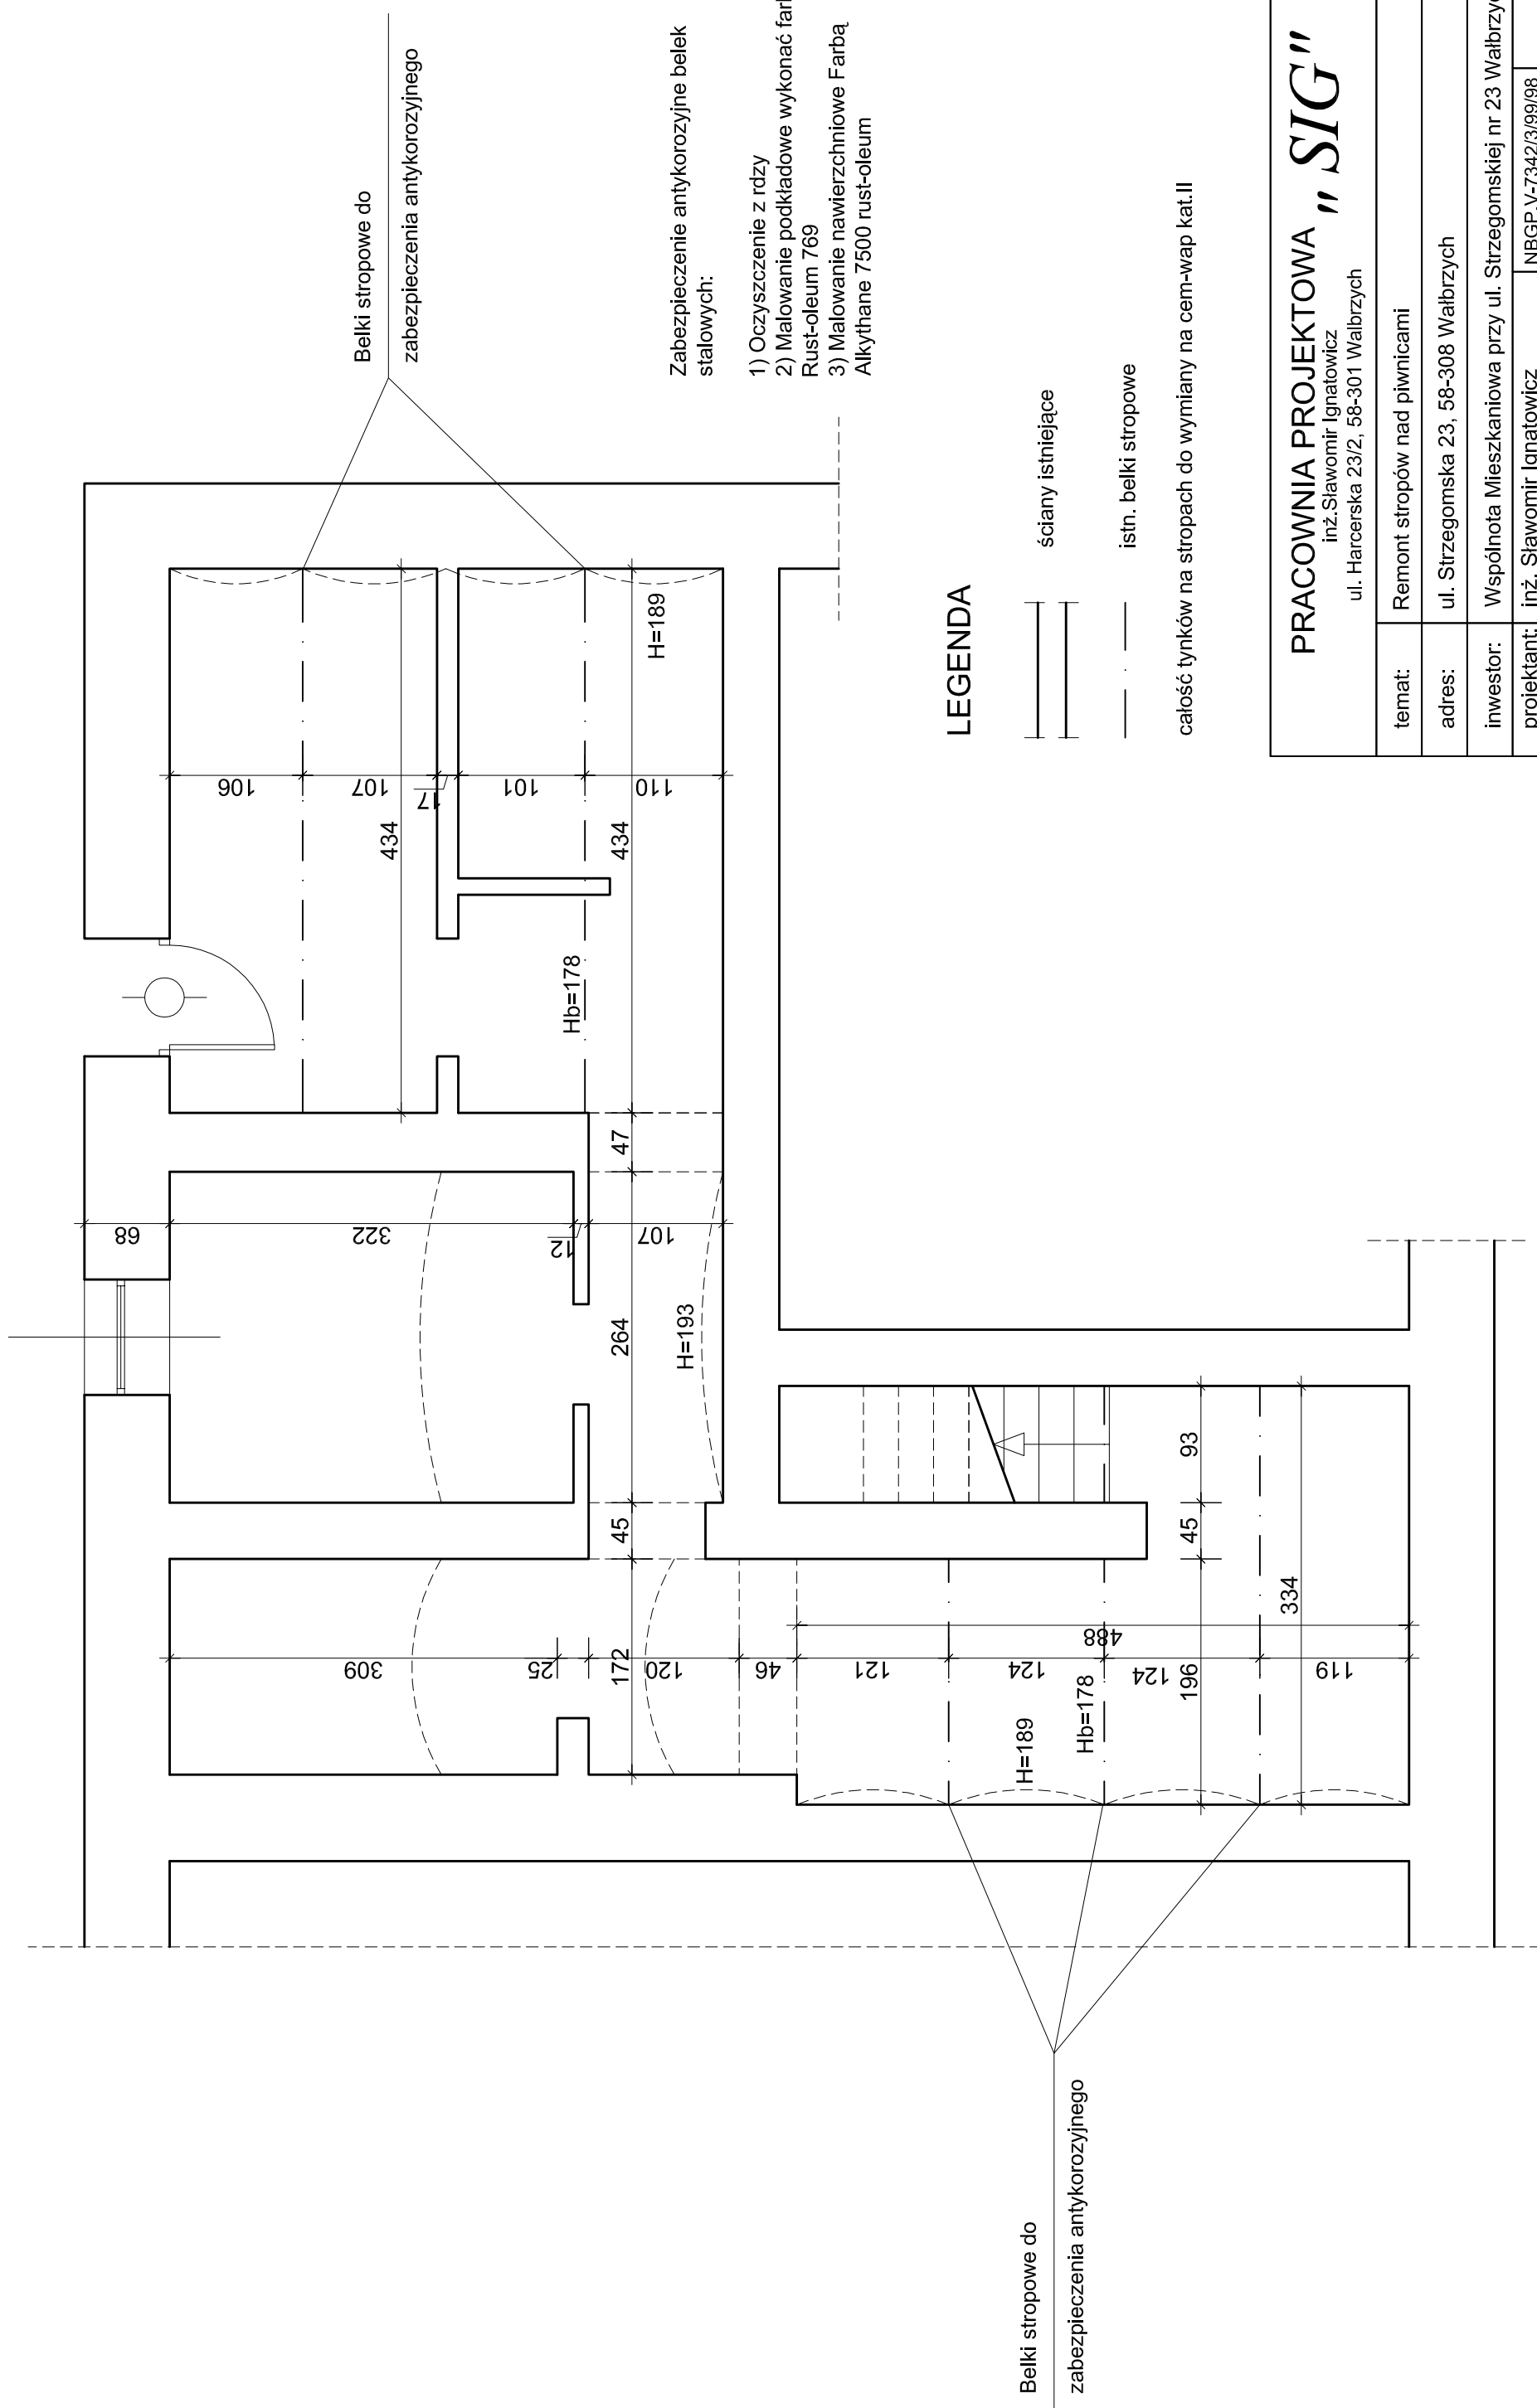 Belki stropowe do
zabezpieczenia antykorozyjnego
Zabezpieczenie antykorozyjne belek
stalowych:
1) Oczyszczenie z rdzy
2) Malowanie podkładowe wykonać
Rust-oleum 769
3) Malowanie nawierzchniowe Farbą
Alkythane 7500 rust-oleum
106
107
17
101
110
434
434
H=189
Hb=178
47
68
322
12
107
264
H=193
45
309
25
172
120
46
121
124
124
119
488
196
45
93
334
H=189
Hb=178
Belki stropowe do
zabezpieczenia antykorozyjnego
LEGENDA
ściany istniejące
istn. belki stropowe
całość tynków na stropach do wymiany na cem-wap kat.II
PRACOWNIA PROJEKTOWA " SIG"
inż.Sławomir Ignatowicz
ul. Harcerska 23/2, 58-301 Walbrzych
temat: Remont stropów nad piwnicami
adres: ul. Strzegomska 23, 58-308 Wałbrzych
inwestor: Wspólnota Mieszkaniowa przy ul. Strzegomskiej nr 23 Wałbrzyc
projektant: inż. Sławomir Ignatowicz NBGP.V-7342/3/99/98